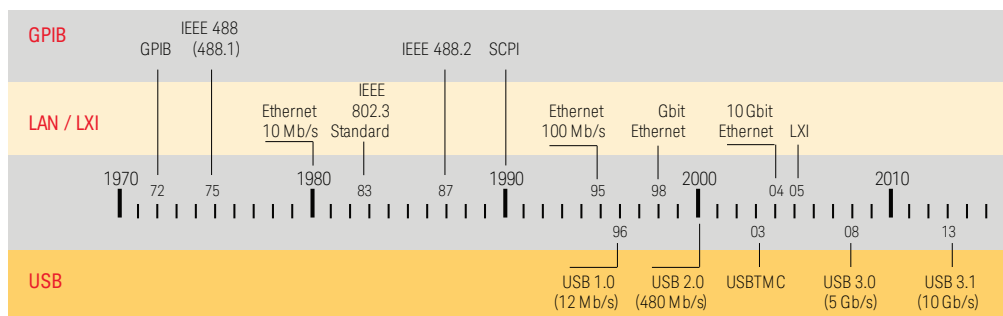 GPIB
GPIB
IEEE 488
(488.1)
IEEE 488.2
SCPI
LAN / LXI
Ethernet
10 Mb/s
IEEE
802.3
Standard
Ethernet
100 Mb/s
Gbit
Ethernet
10 Gbit
Ethernet
LXI
1970
1980
1990
2000
2010
72
75
83
87
95
98
04
05
96
03
08
13
USB
USB 1.0
(12 Mb/s)
USB 2.0
(480 Mb/s)
USBTMC
USB 3.0
(5 Gb/s)
USB 3.1
(10 Gb/s)